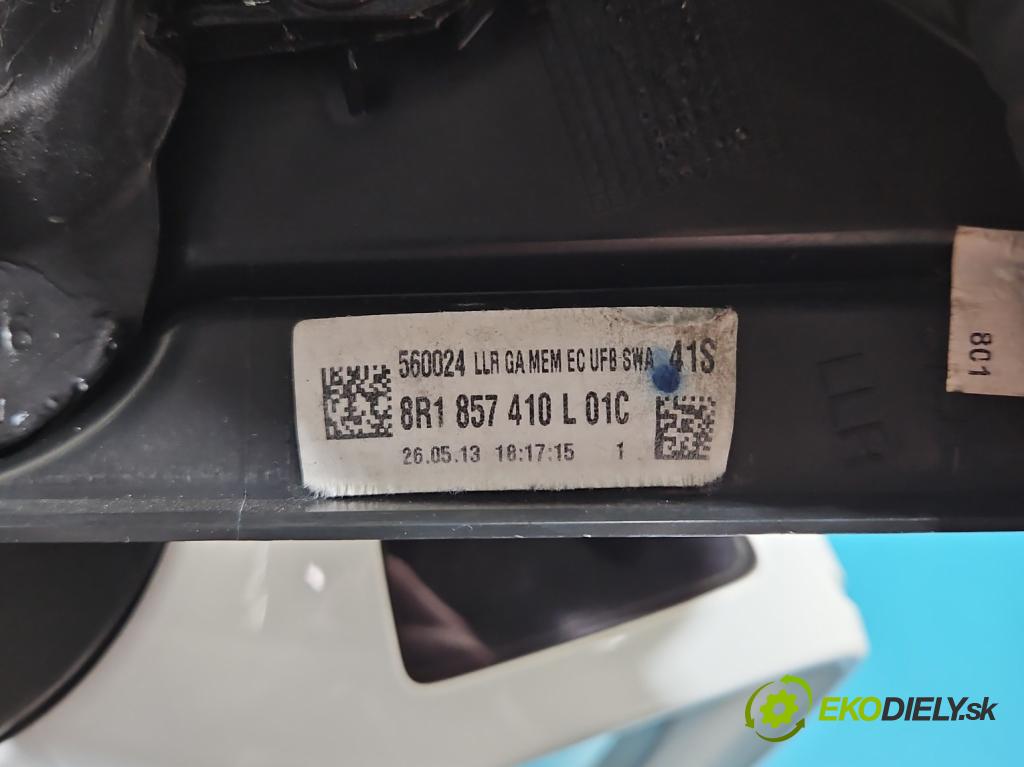 560024 LLR GA MEM EC UFB SWA 41S
8R1 857 410 L 01C
26.05.13 18:17:15 1
801
LLR
EKODIELY.sk